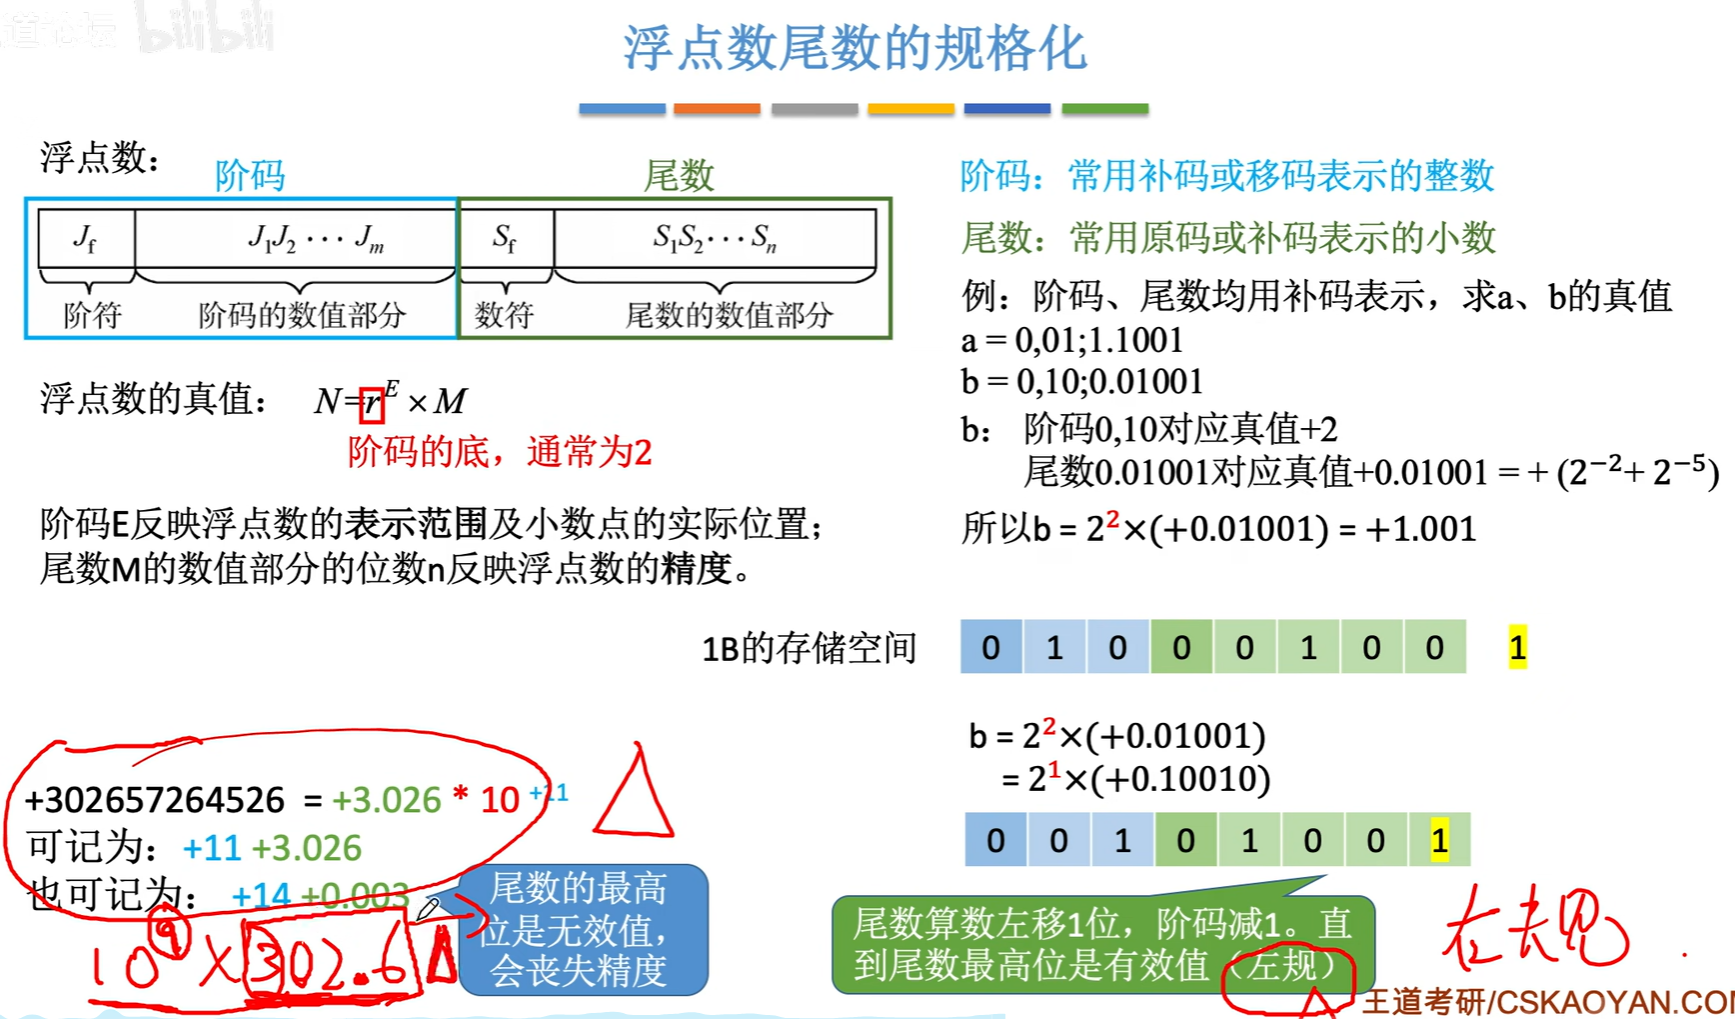 道论坛 bilibili
浮点数尾数的规格化
浮点数：
阶码 尾数
J_f J_1J_2 ··· J_m S_f S_1S_2···S_n
阶符 阶码的数值部分 数符 尾数的数值部分
浮点数的真值： N=r^E×M
阶码的底，通常为2
阶码E反映浮点数的表示范围及小数点的实际位置；
尾数M的数值部分的位数n反映浮点数的精度。
阶码：常用补码或移码表示的整数
尾数：常用原码或补码表示的小数
例：阶码、尾数均用补码表示，求a、b的真值
a = 0,01;1.1001
b = 0,10;0.01001
b： 阶码0,10对应真值+2
尾数0.01001对应真值+0.01001 = + (2^−2+ 2^−5)
所以b = 2^2×(+0.01001) = +1.001
1B的存储空间 0 1 0 0 0 1 0 0 1
b = 2^2×(+0.01001)
= 2^1×(+0.10010)
0 0 1 0 1 0 0 1
+302657264526 = +3.026 * 10 +11
可记为：+11 +3.026
也可记为： +14 +0.003
10^9 × 302.6
尾数的最高
位是无效值，
会丧失精度
尾数算数左移1位，阶码减1。直
到尾数最高位是有效值（左规）
右规
王道考研/CSKAOYAN.CO